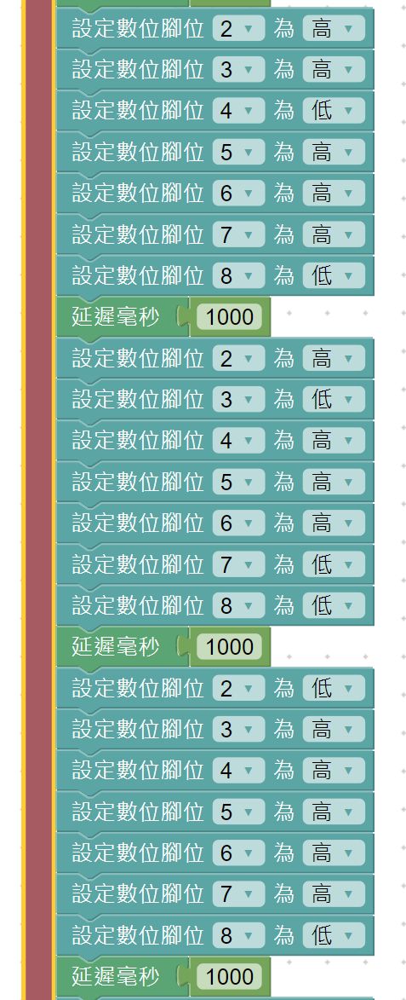 設定數位腳位 2 為 高
設定數位腳位 3 為 高
設定數位腳位 4 為 低
設定數位腳位 5 為 高
設定數位腳位 6 為 高
設定數位腳位 7 為 高
設定數位腳位 8 為 低
延遲毫秒 1000
設定數位腳位 2 為 高
設定數位腳位 3 為 低
設定數位腳位 4 為 高
設定數位腳位 5 為 高
設定數位腳位 6 為 高
設定數位腳位 7 為 低
設定數位腳位 8 為 低
延遲毫秒 1000
設定數位腳位 2 為 低
設定數位腳位 3 為 高
設定數位腳位 4 為 高
設定數位腳位 5 為 高
設定數位腳位 6 為 高
設定數位腳位 7 為 高
設定數位腳位 8 為 低
延遲毫秒 1000